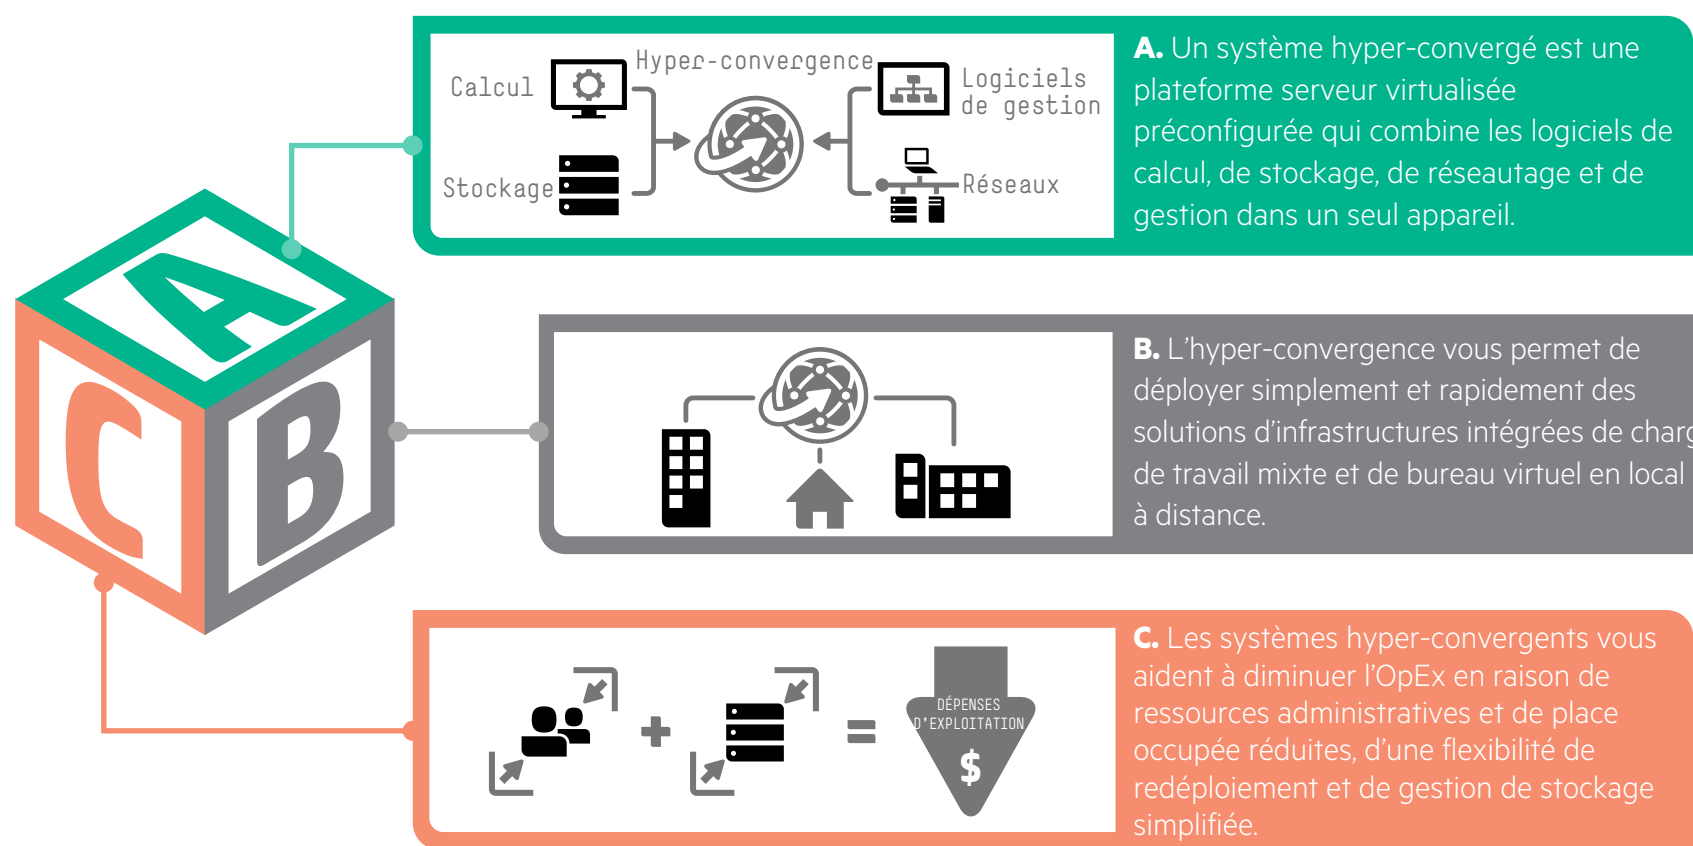 Hyper-convergence
Calcul
Logiciels
de gestion
Stockage
Réseaux
A. Un système hyper-convergé est une
plateforme serveur virtualisée
préconfigurée qui combine les logiciels de
calcul, de stockage, de réseautage et de
gestion dans un seul appareil.
A
C
B
B. L’hyper-convergence vous permet de
déployer simplement et rapidement des
solutions d’infrastructures intégrées de
de travail mixte et de bureau virtuel en local
à distance.
DÉPENSES
D'EXPLOITATION
$
C. Les systèmes hyper-convergents vous
aident à diminuer l’OpEx en raison de
ressources administratives et de place
occupée réduites, d’une flexibilité de
redéploiement et de gestion de stockage
simplifiée.